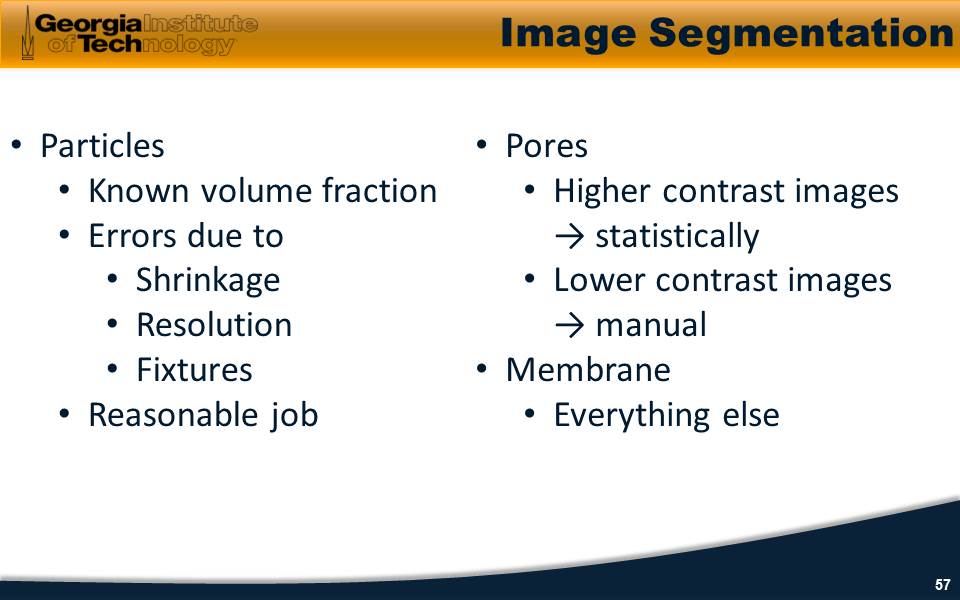 Georgia Institute
of Technology
Image Segmentation
• Particles
• Known volume fraction
• Errors due to
• Shrinkage
• Resolution
• Fixtures
• Reasonable job
• Pores
• Higher contrast images
→ statistically
• Lower contrast images
→ manual
• Membrane
• Everything else
57